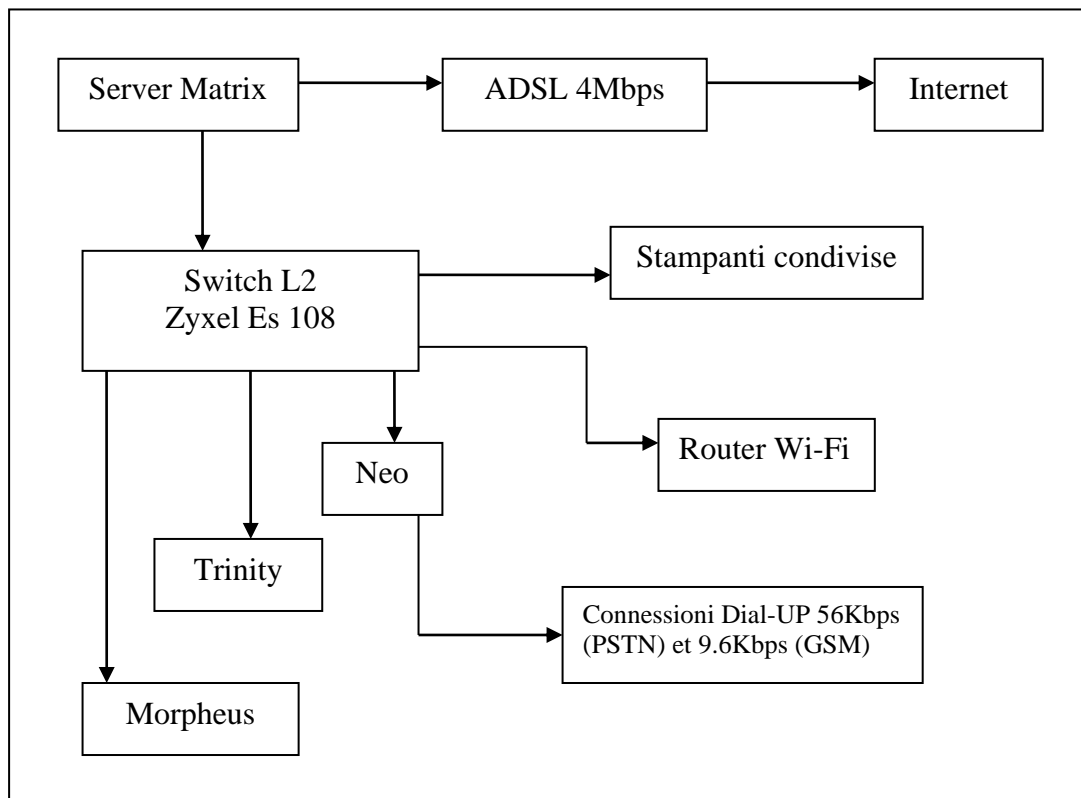 Server Matrix
ADSL 4Mbps
Internet
Switch L2
Zyxel Es 108
Stampanti condivise
Router Wi-Fi
Neo
Trinity
Connessioni Dial-UP 56Kbps
(PSTN) et 9.6Kbps (GSM)
Morpheus